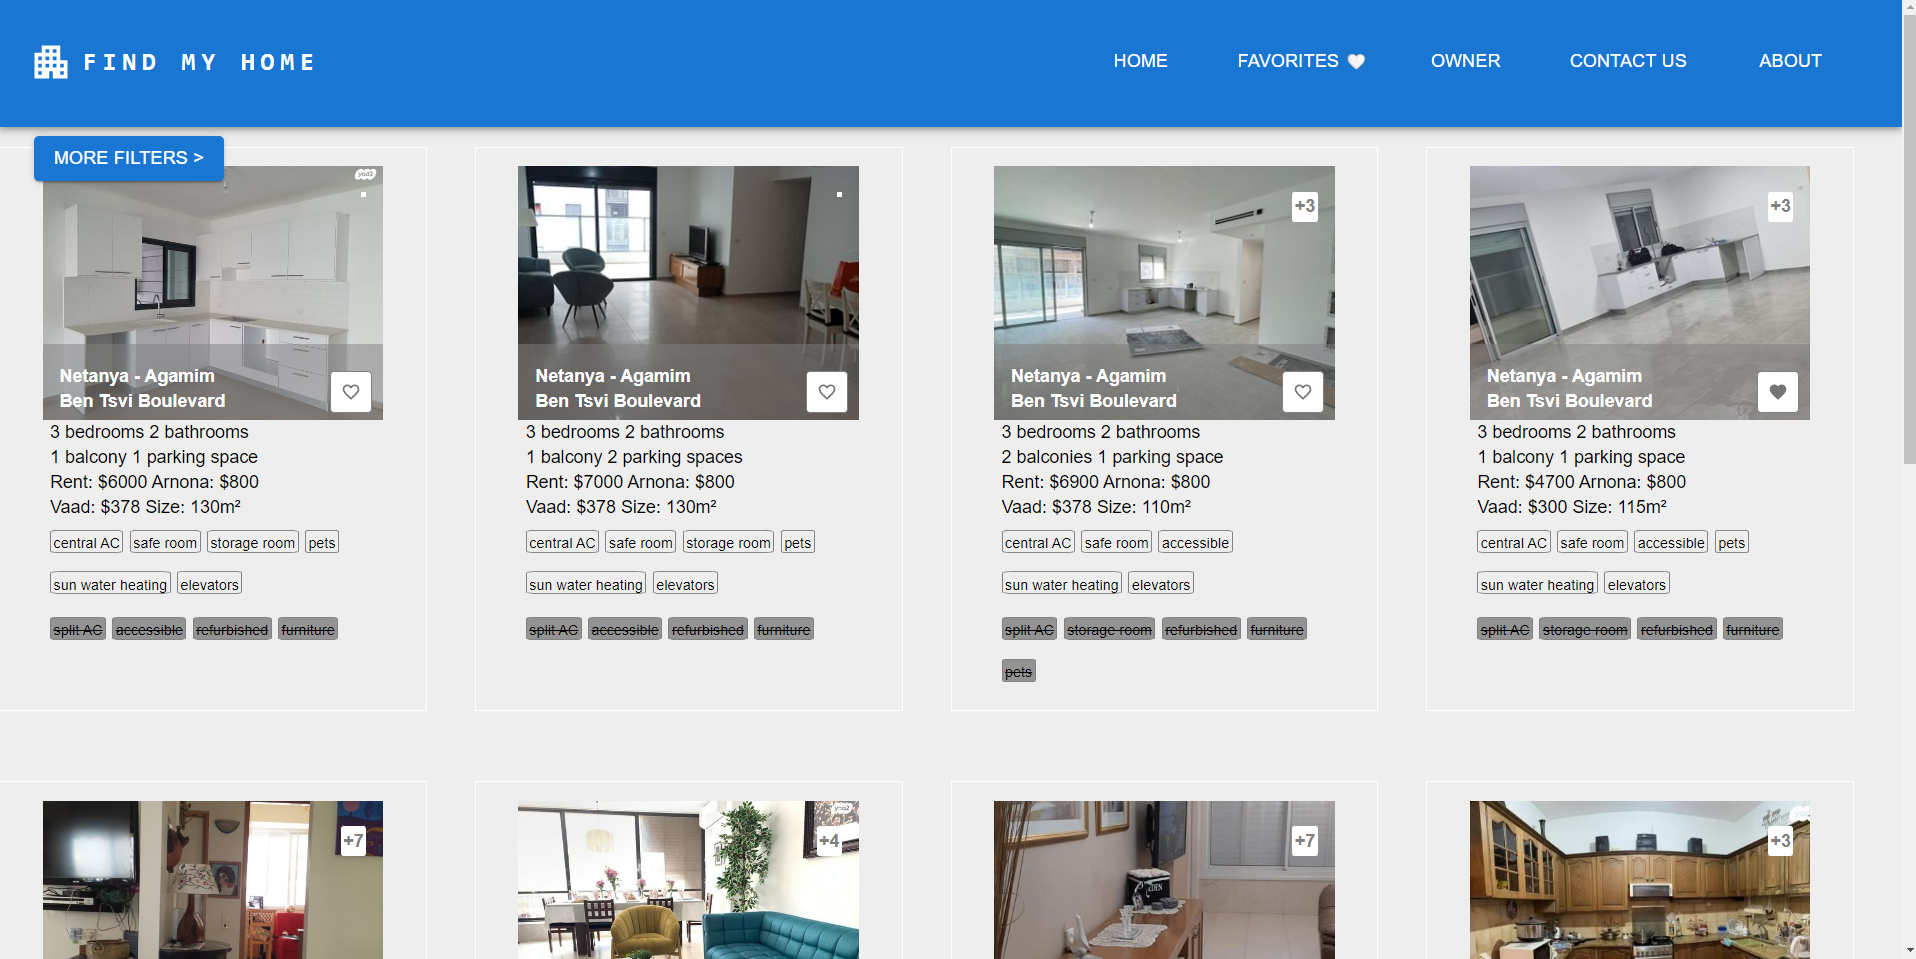 FIND MY HOME
HOME FAVORITES OWNER CONTACT US ABOUT
MORE FILTERS >
yad2
Netanya - Agamim
Ben Tsvi Boulevard
3 bedrooms 2 bathrooms
1 balcony 1 parking space
Rent: $6000 Arnona: $800
Vaad: $378 Size: 130m²
central AC safe room storage room pets
sun water heating elevators
split AC accessible refurbished furniture
Netanya - Agamim
Ben Tsvi Boulevard
3 bedrooms 2 bathrooms
1 balcony 2 parking spaces
Rent: $7000 Arnona: $800
Vaad: $378 Size: 130m²
central AC safe room storage room pets
sun water heating elevators
split AC accessible refurbished furniture
+3
Netanya - Agamim
Ben Tsvi Boulevard
3 bedrooms 2 bathrooms
2 balconies 1 parking space
Rent: $6900 Arnona: $800
Vaad: $378 Size: 110m²
central AC safe room accessible
sun water heating elevators
split AC storage room refurbished furniture
pets
+3
Netanya - Agamim
Ben Tsvi Boulevard
3 bedrooms 2 bathrooms
1 balcony 1 parking space
Rent: $4700 Arnona: $800
Vaad: $300 Size: 115m²
central AC safe room accessible pets
sun water heating elevators
split AC storage room refurbished furniture
+7
yad2
+4
+7
+3